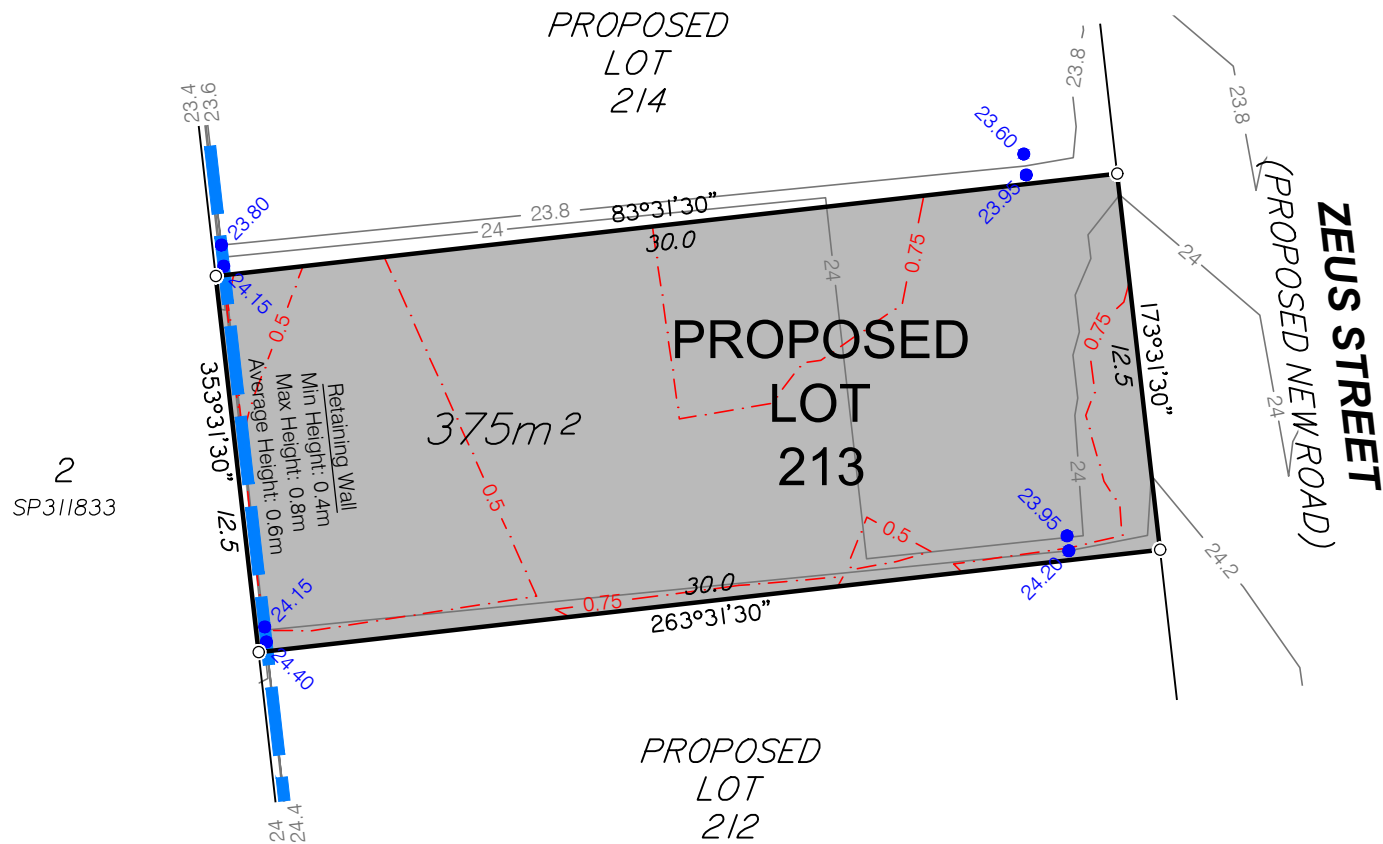 PROPOSED
LOT
214
23.4
23.6
23.8
23.8
23.60
23.95
23.80
24.15
23.8
24
83°31'30"
30.0
24
0.75
0.5
24
ZEUS STREET
(PROPOSED NEW ROAD)
PROPOSED
LOT
213
0.75
12.5
173°31'30"
353°31'30"
12.5
Retaining Wall
Min Height: 0.4m
Max Height: 0.8m
Average Height: 0.6m
375m²
24
2
SP311833
0.5
24
23.95
24.20
0.5
24.2
24.15
24.40
0.75
30.0
263°31'30"
PROPOSED
LOT
212
24
24.4